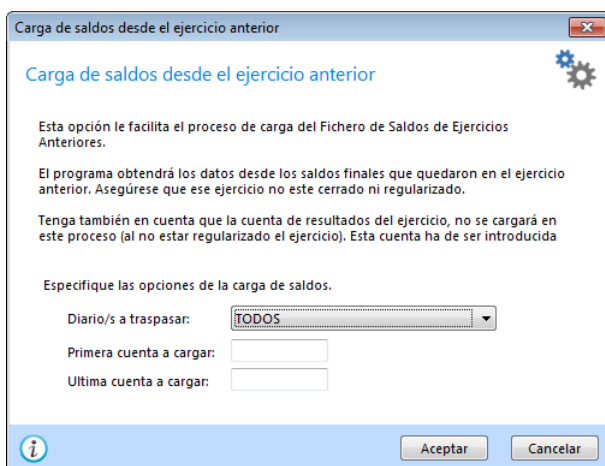 Carga de saldos desde el ejercicio anterior
Carga de saldos desde el ejercicio anterior
Esta opción le facilita el proceso de carga del Fichero de Saldos de Ejercicios
Anteriores.
El programa obtendrá los datos desde los saldos finales que quedaron en el ejercicio
anterior. Asegúrese que ese ejercicio no este cerrado ni regularizado.
Tenga también en cuenta que la cuenta de resultados del ejercicio, no se cargará en
este proceso (al no estar regularizado el ejercicio). Esta cuenta ha de ser introducida
Especifique las opciones de la carga de saldos.
Diario/s a traspasar: TODOS
Primera cuenta a cargar:
Ultima cuenta a cargar:
Aceptar Cancelar